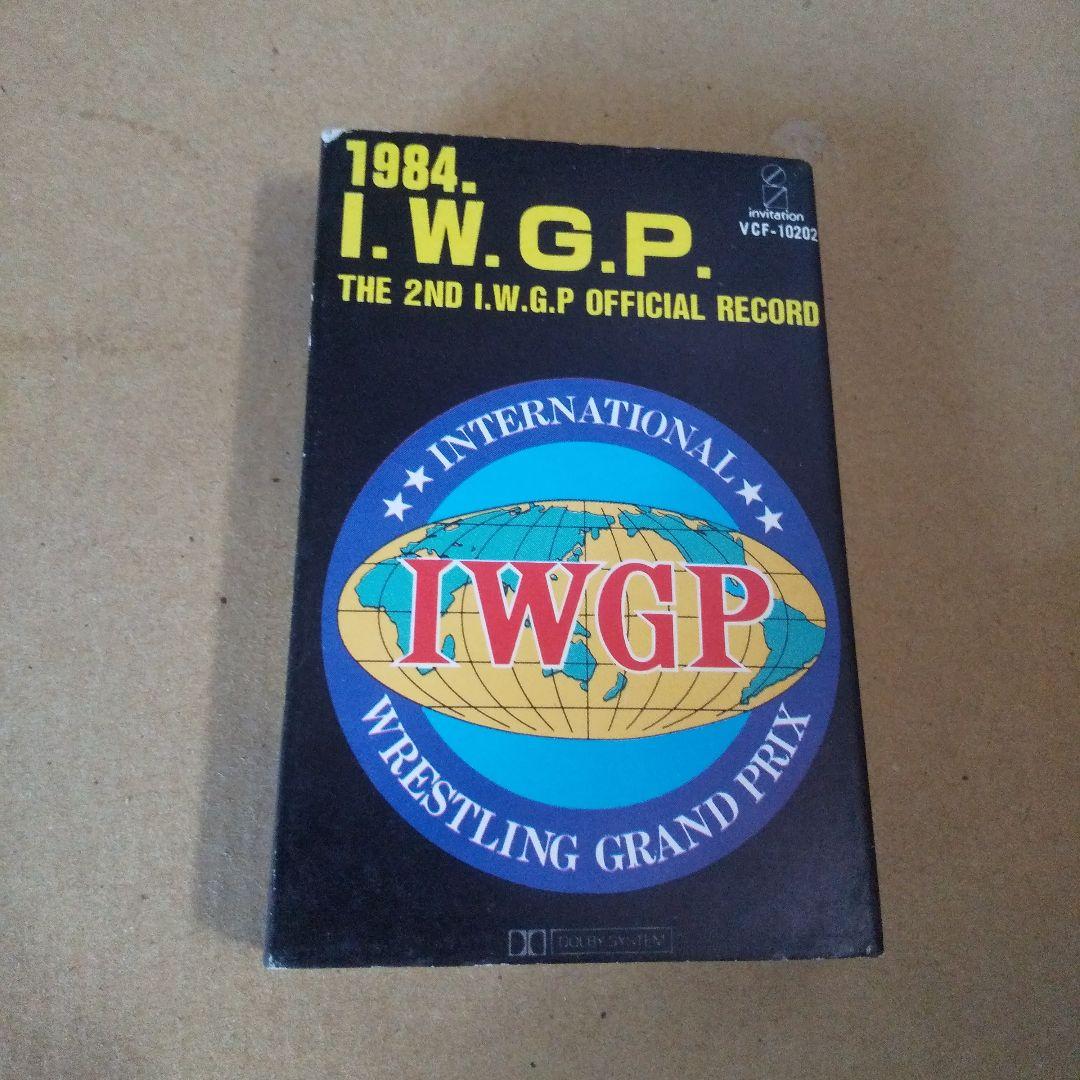 1984.
I.W.G.P.
THE 2ND I.W.G.P OFFICIAL RECORD
invitation
VCF-10202
INTERNATIONAL
IWGP
WRESTLING GRAND PRIX
DOLBY SYSTEM